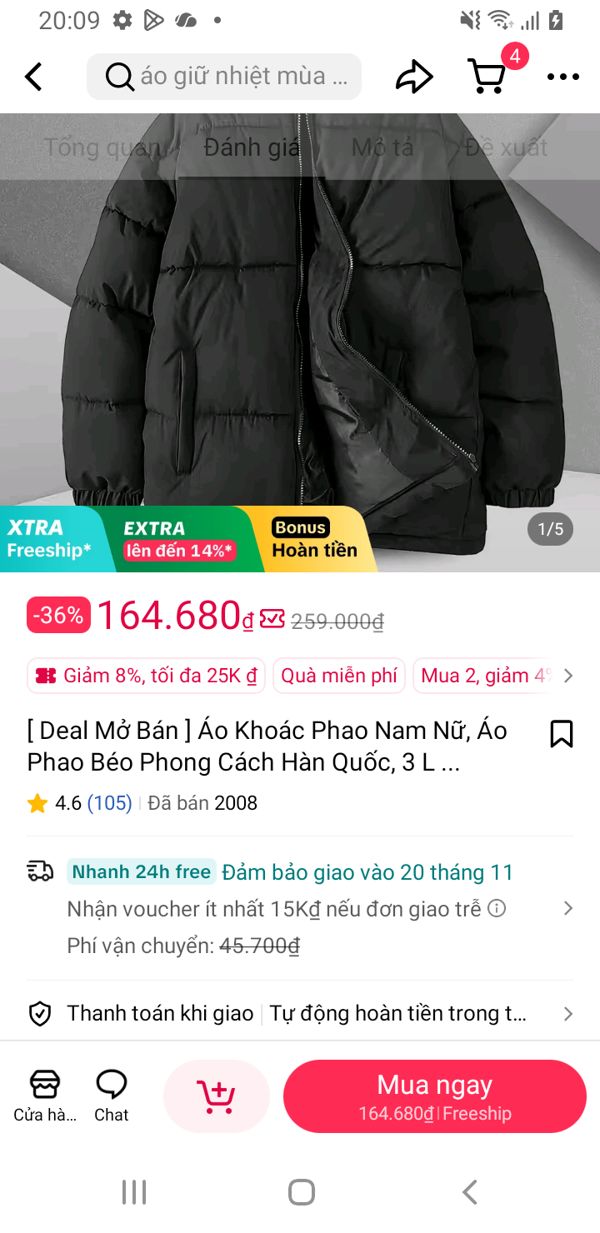 20:09
4
áo giữ nhiệt mùa ...
Tổng quan Đánh giá Mô tả Đề xuất
XTRA
Freeship*
EXTRA
lên đến 14%*
Bonus
Hoàn tiền
1/5
-36% 164.680₫ 259.000₫
Giảm 8%, tối đa 25K ₫ Quà miễn phí Mua 2, giảm 4%
[ Deal Mở Bán ] Áo Khoác Phao Nam Nữ, Áo
Phao Béo Phong Cách Hàn Quốc, 3 L ...
4.6 (105) Đã bán 2008
Nhanh 24h free Đảm bảo giao vào 20 tháng 11
Nhận voucher ít nhất 15K₫ nếu đơn giao trễ
Phí vận chuyển: 45.700₫
Thanh toán khi giao Tự động hoàn tiền trong t...
Cửa hà... Chat
Mua ngay
164.680₫ Freeship